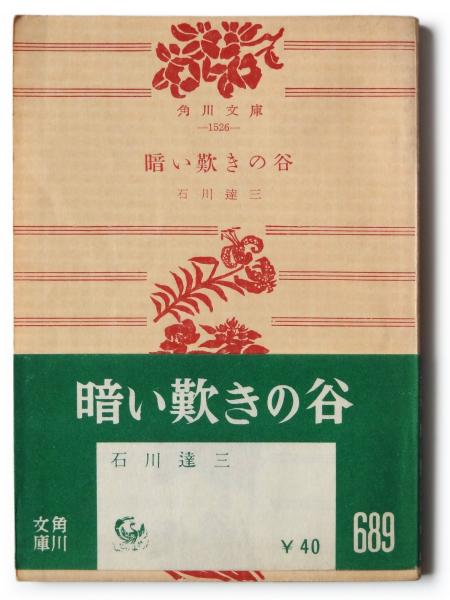 角川文庫
—1526—
暗い歎きの谷
石川達三
暗い歎きの谷
石川達三
角川文庫
¥40
689